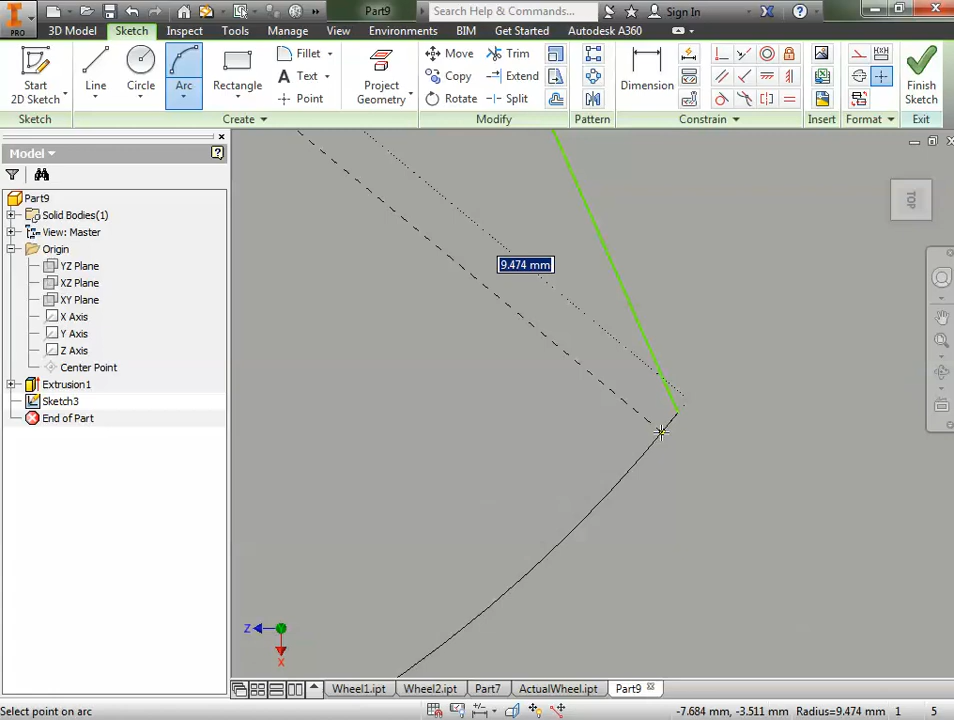 Part9
Search Help & Commands...
Sign In
PRO
3D Model
Sketch
Inspect
Tools
Manage
View
Environments
BIM
Get Started
Autodesk A360
Start
2D Sketch
Line
Circle
Arc
Rectangle
Fillet
Text
Point
Project
Geometry
Move
Copy
Rotate
Trim
Extend
Split
Dimension
Finish
Sketch
Sketch
Create
Modify
Pattern
Constrain
Insert
Format
Exit
Model
Part9
Solid Bodies(1)
View: Master
Origin
YZ Plane
XZ Plane
XY Plane
X Axis
Y Axis
Z Axis
Center Point
Extrusion1
Sketch3
End of Part
9.474 mm
TOP
Z
X
Wheel1.ipt
Wheel2.ipt
Part7
ActualWheel.ipt
Part9
Select point on arc
-7.684 mm, -3.511 mm
Radius=9.474 mm
1
5